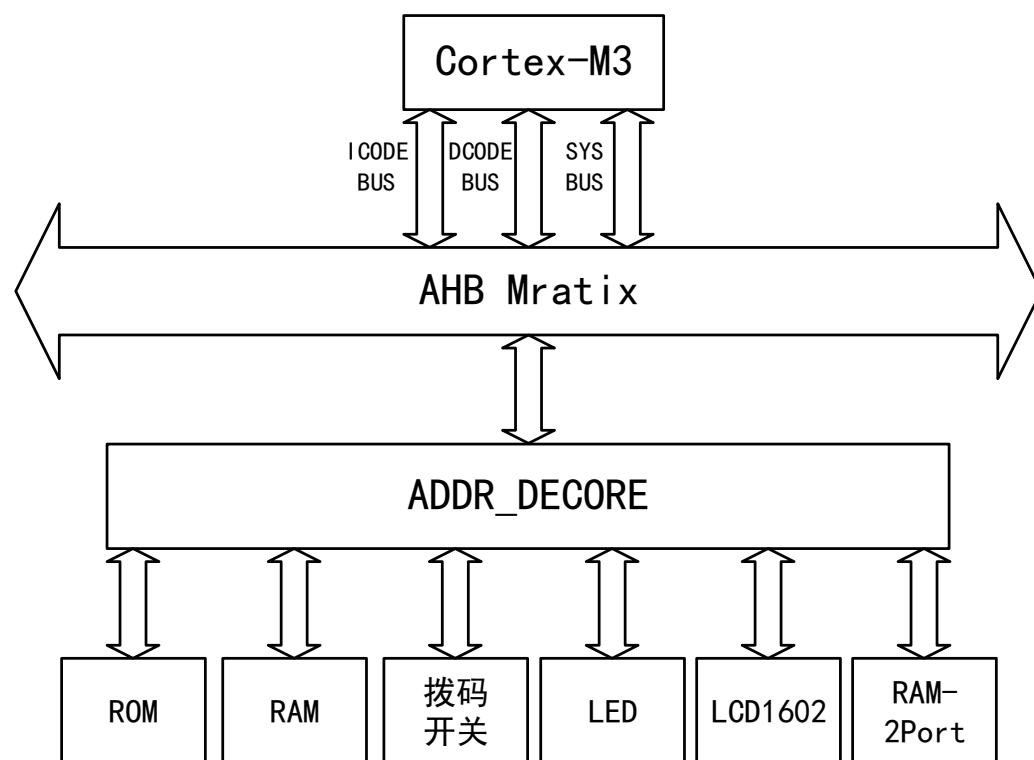 Cortex-M3
ICODE
BUS
DCODE
BUS
SYS
BUS
AHB Mratix
ADDR_DECORE
ROM
RAM
拨码
开关
LED
LCD1602
RAM-
2Port